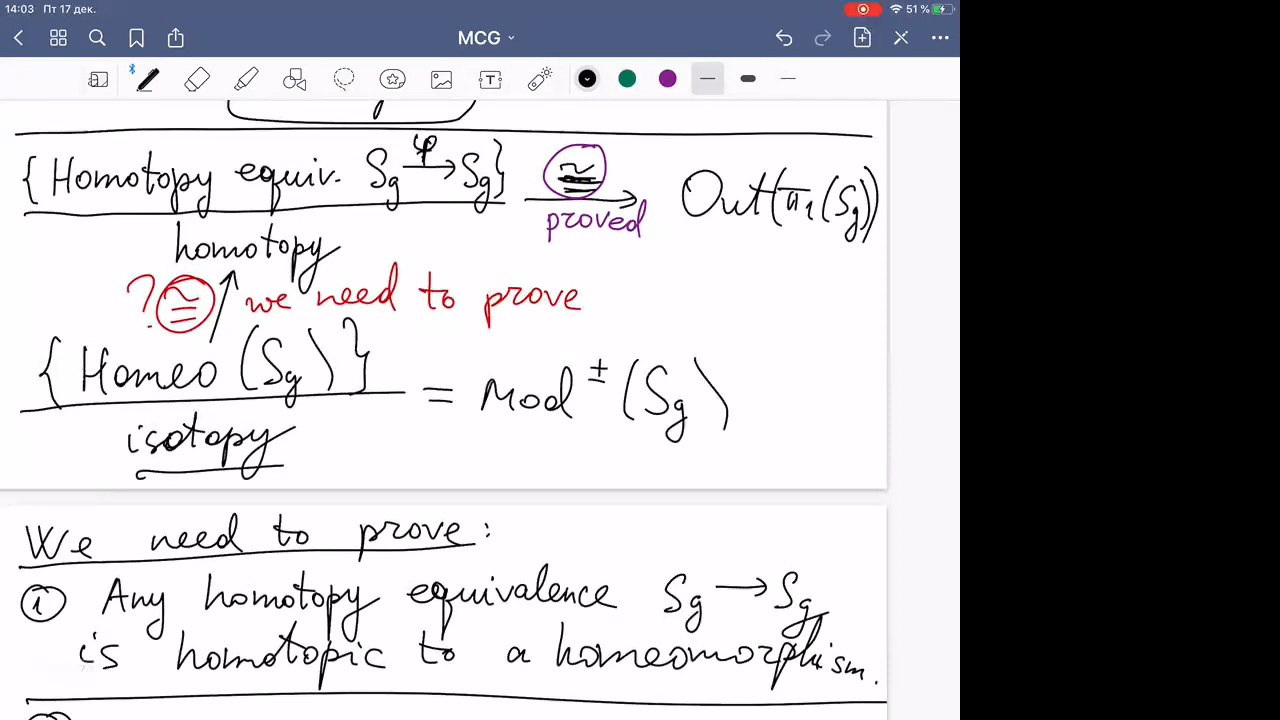 14:03 Пт 17 дек. 51 %
MCG
{Homotopy equiv. Sg →φ Sg} ≅ Out(π₁(Sg))
proved
homotopy
? ≅ we need to prove
{Homeo (Sg)} = Mod ± (Sg)
isotopy
We need to prove:
① Any homotopy equivalence Sg → Sg
is homotopic to a homeomorphism.